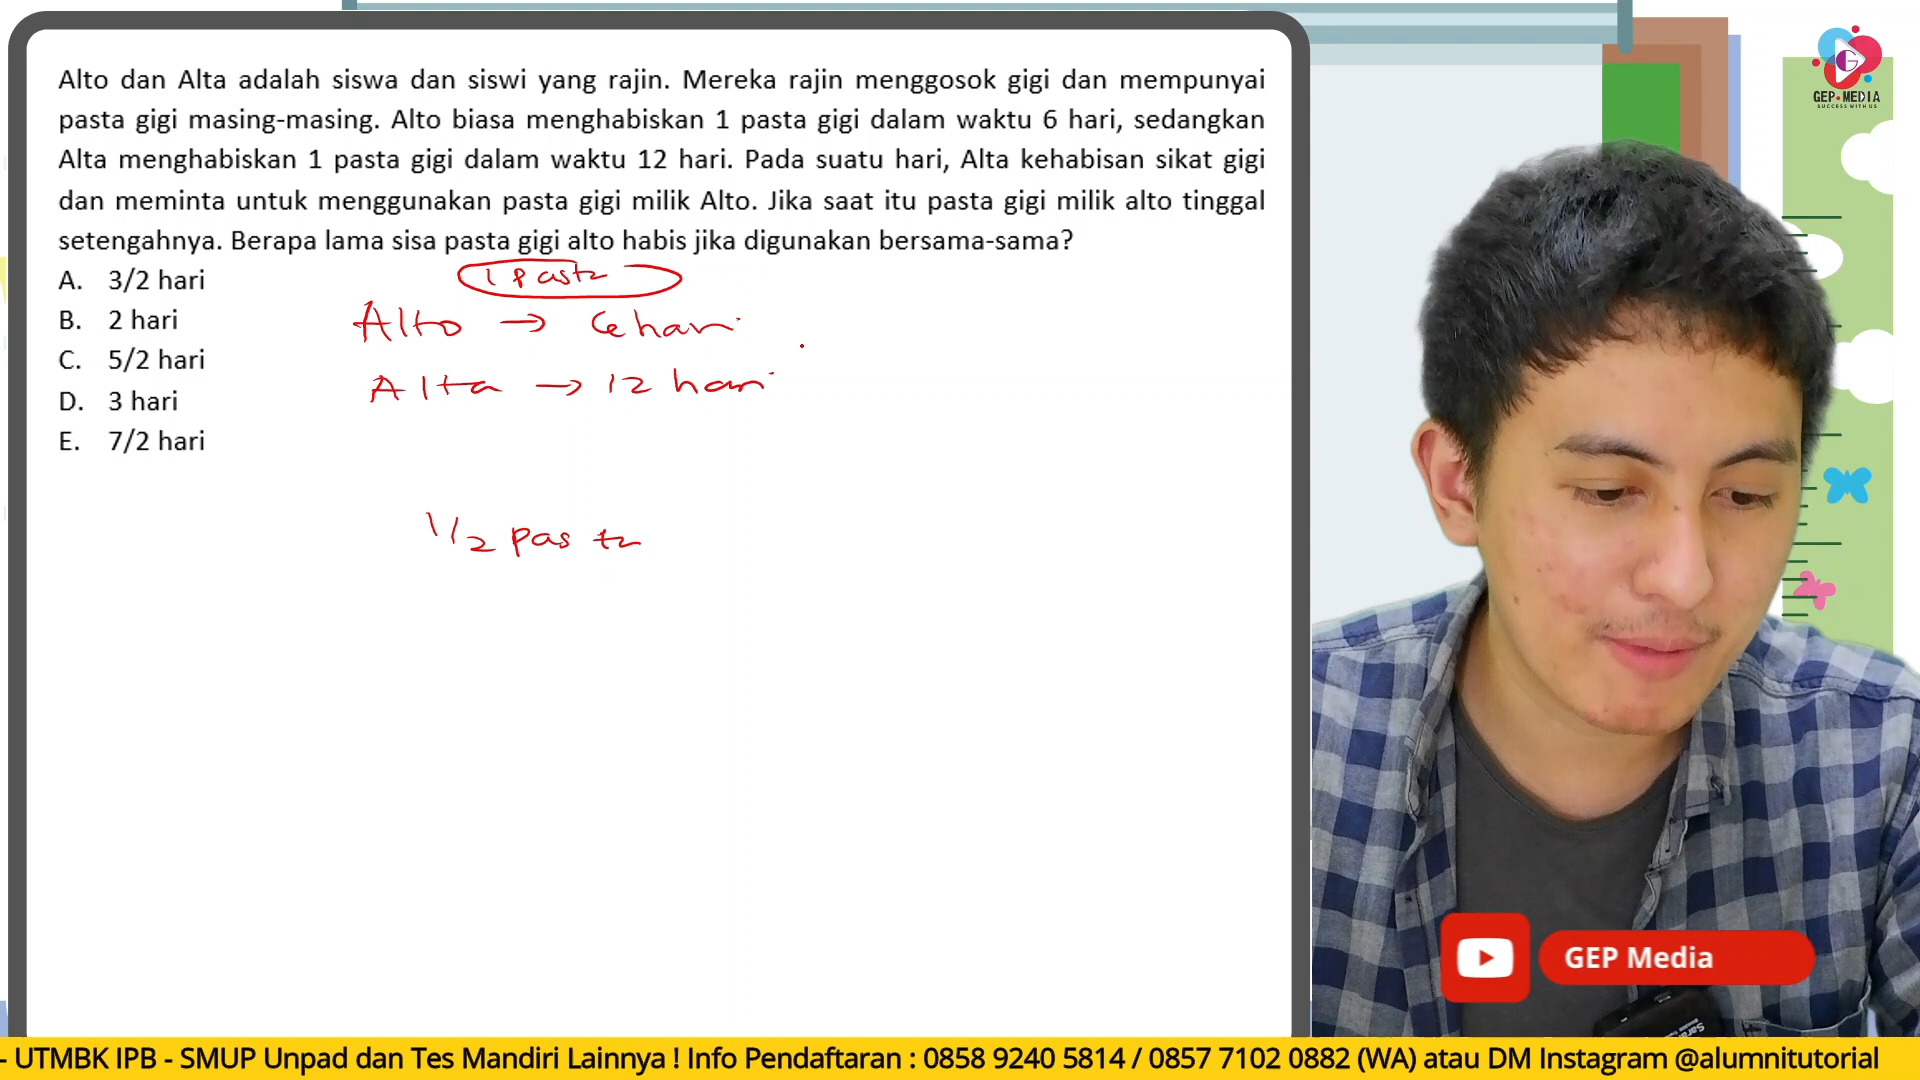 GEP MEDIA
SUCCESS WITH US
Alto dan Alta adalah siswa dan siswi yang rajin. Mereka rajin menggosok gigi dan mempunyai
pasta gigi masing-masing. Alto biasa menghabiskan 1 pasta gigi dalam waktu 6 hari, sedangkan
Alta menghabiskan 1 pasta gigi dalam waktu 12 hari. Pada suatu hari, Alta kehabisan sikat gigi
dan meminta untuk menggunakan pasta gigi milik Alto. Jika saat itu pasta gigi milik alto tinggal
setengahnya. Berapa lama sisa pasta gigi alto habis jika digunakan bersama-sama?
A. 3/2 hari
B. 2 hari
C. 5/2 hari
D. 3 hari
E. 7/2 hari
1 Pasta
Alto → 6 hari
Alta → 12 hari
1/2 pasta
GEP Media
- UTMBK IPB - SMUP Unpad dan Tes Mandiri Lainnya ! Info Pendaftaran : 0858 9240 5814 / 0857 7102 0882 (WA) atau DM Instagram @alumnitutorial